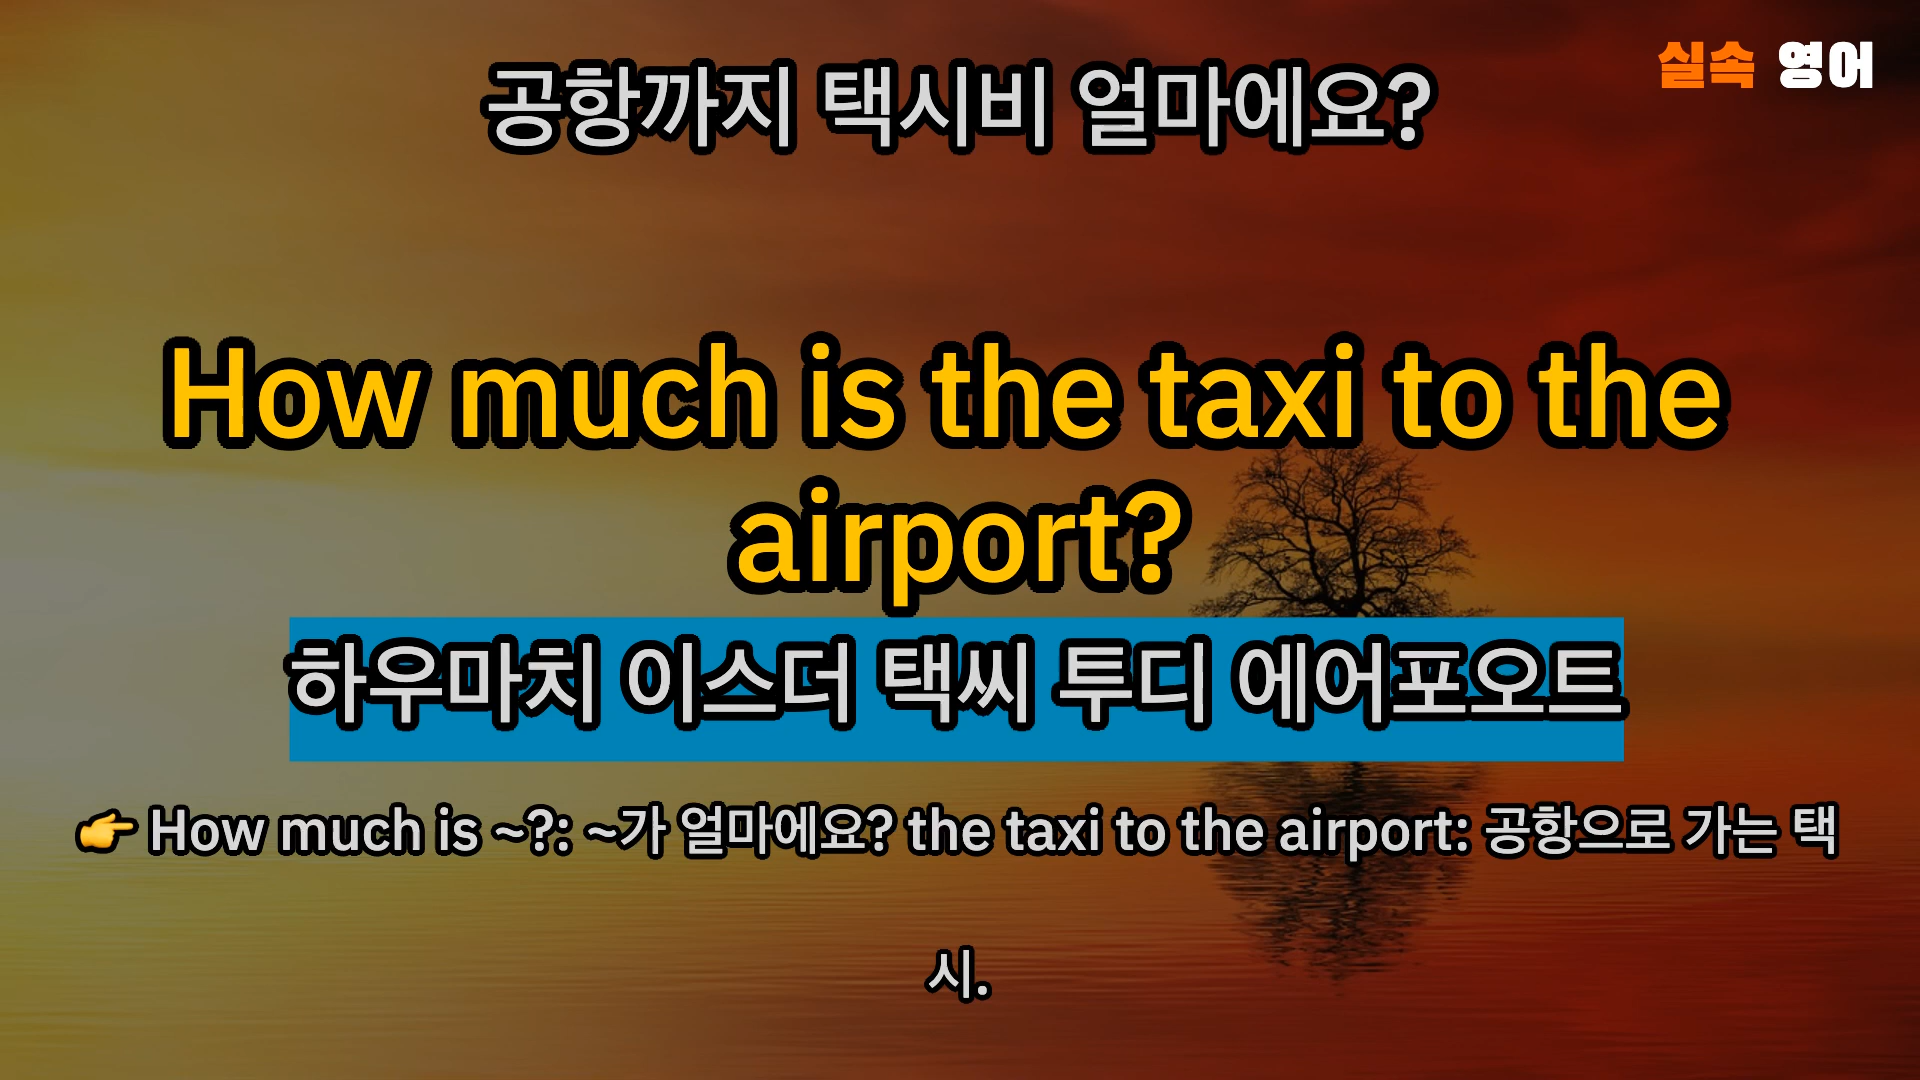 실속 영어
공항까지 택시비 얼마에요?
How much is the taxi to the
airport?
하우마치 이스더 택씨 투디 에어포오트
👉 How much is ~?: ~가 얼마에요? the taxi to the airport: 공항으로 가는 택
시.